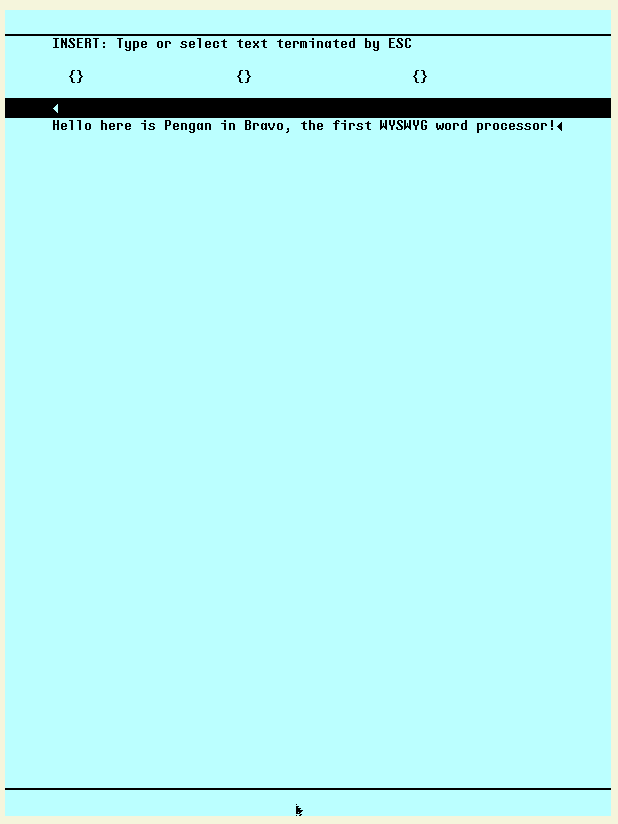 INSERT: Type or select text terminated by ESC
{} {} {}
Hello here is Pengan in Bravo, the first WYSWYG word processor!